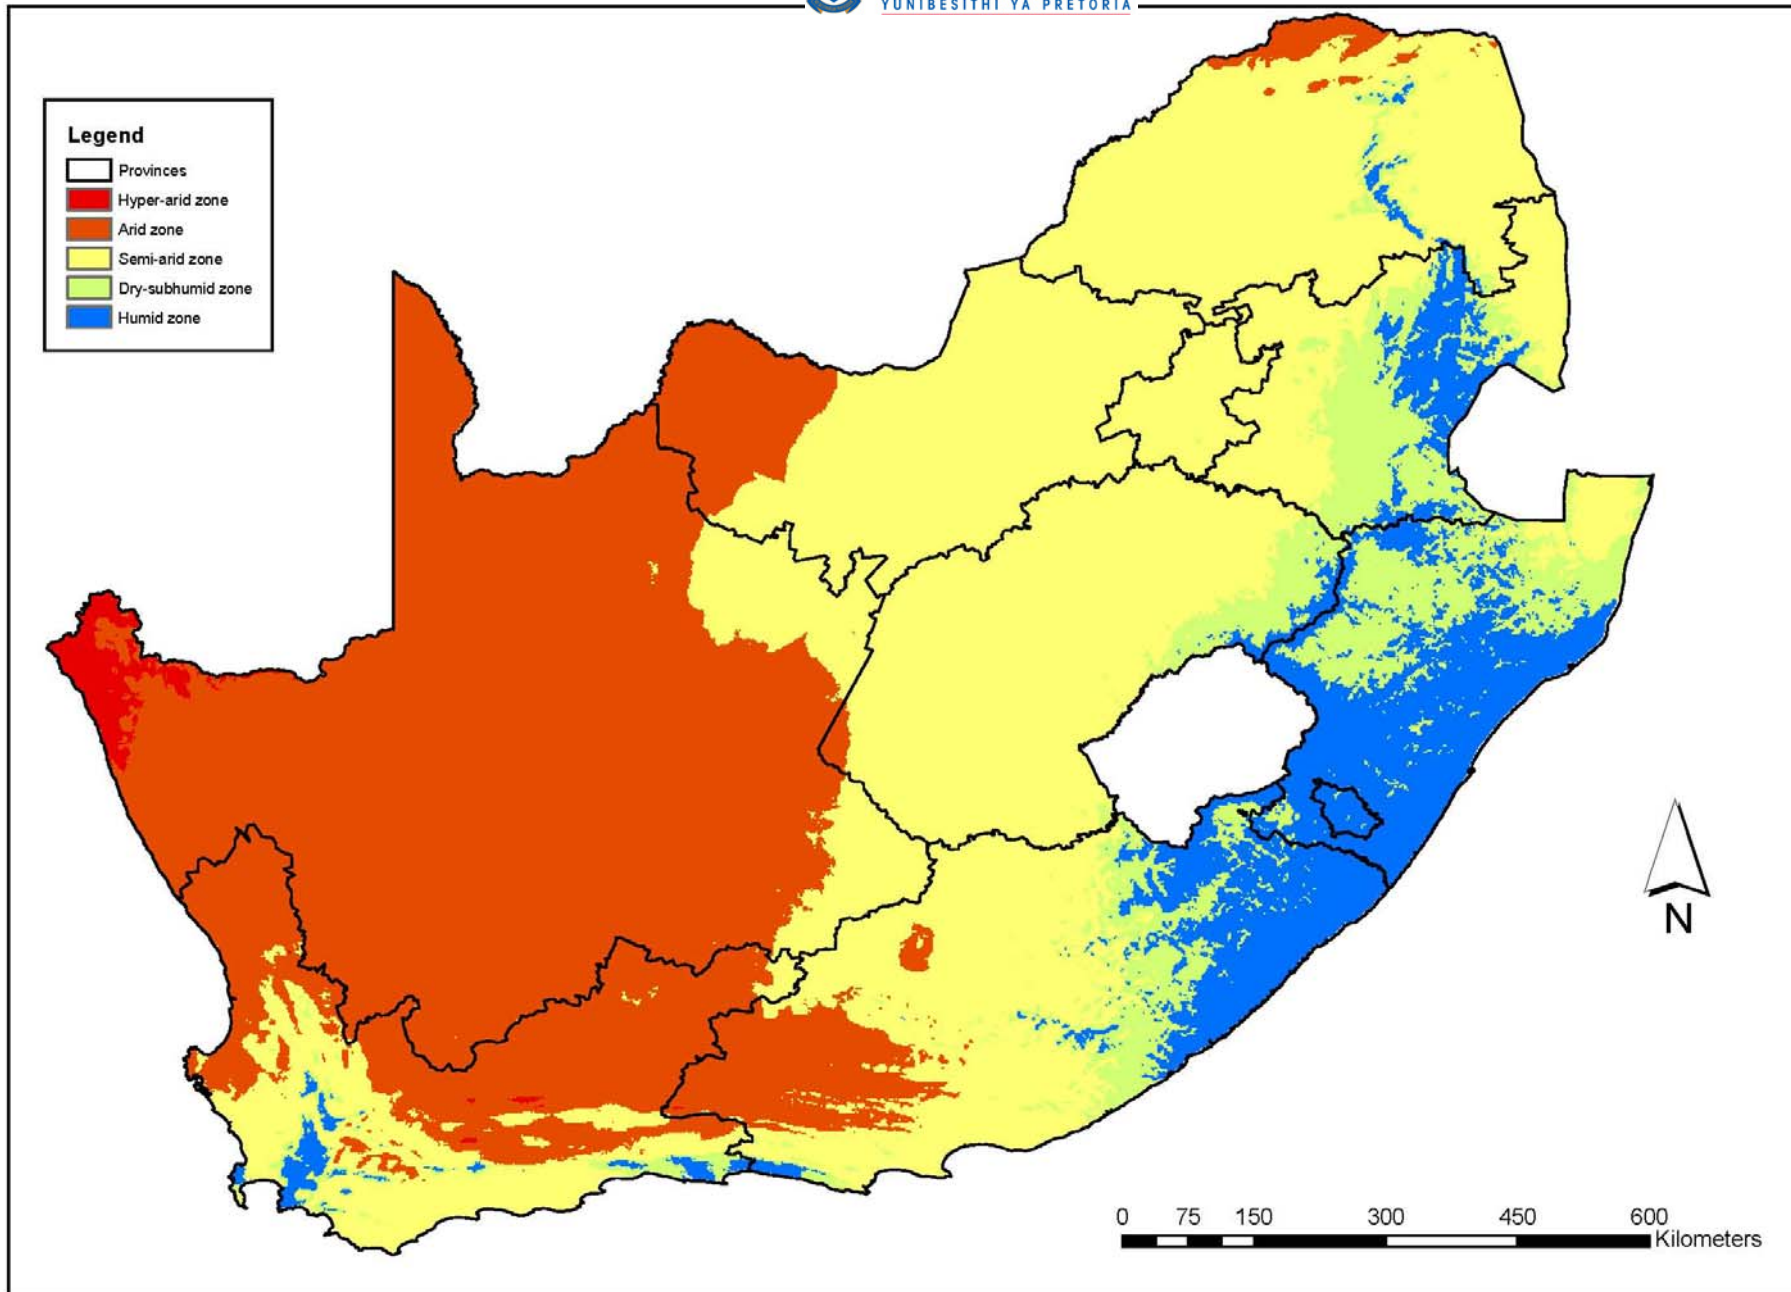 YUNIBESITHI YA PRETORIA
Legend
Provinces
Hyper-arid zone
Arid zone
Semi-arid zone
Dry-subhumid zone
Humid zone
N
0 75 150 300 450 600
Kilometers